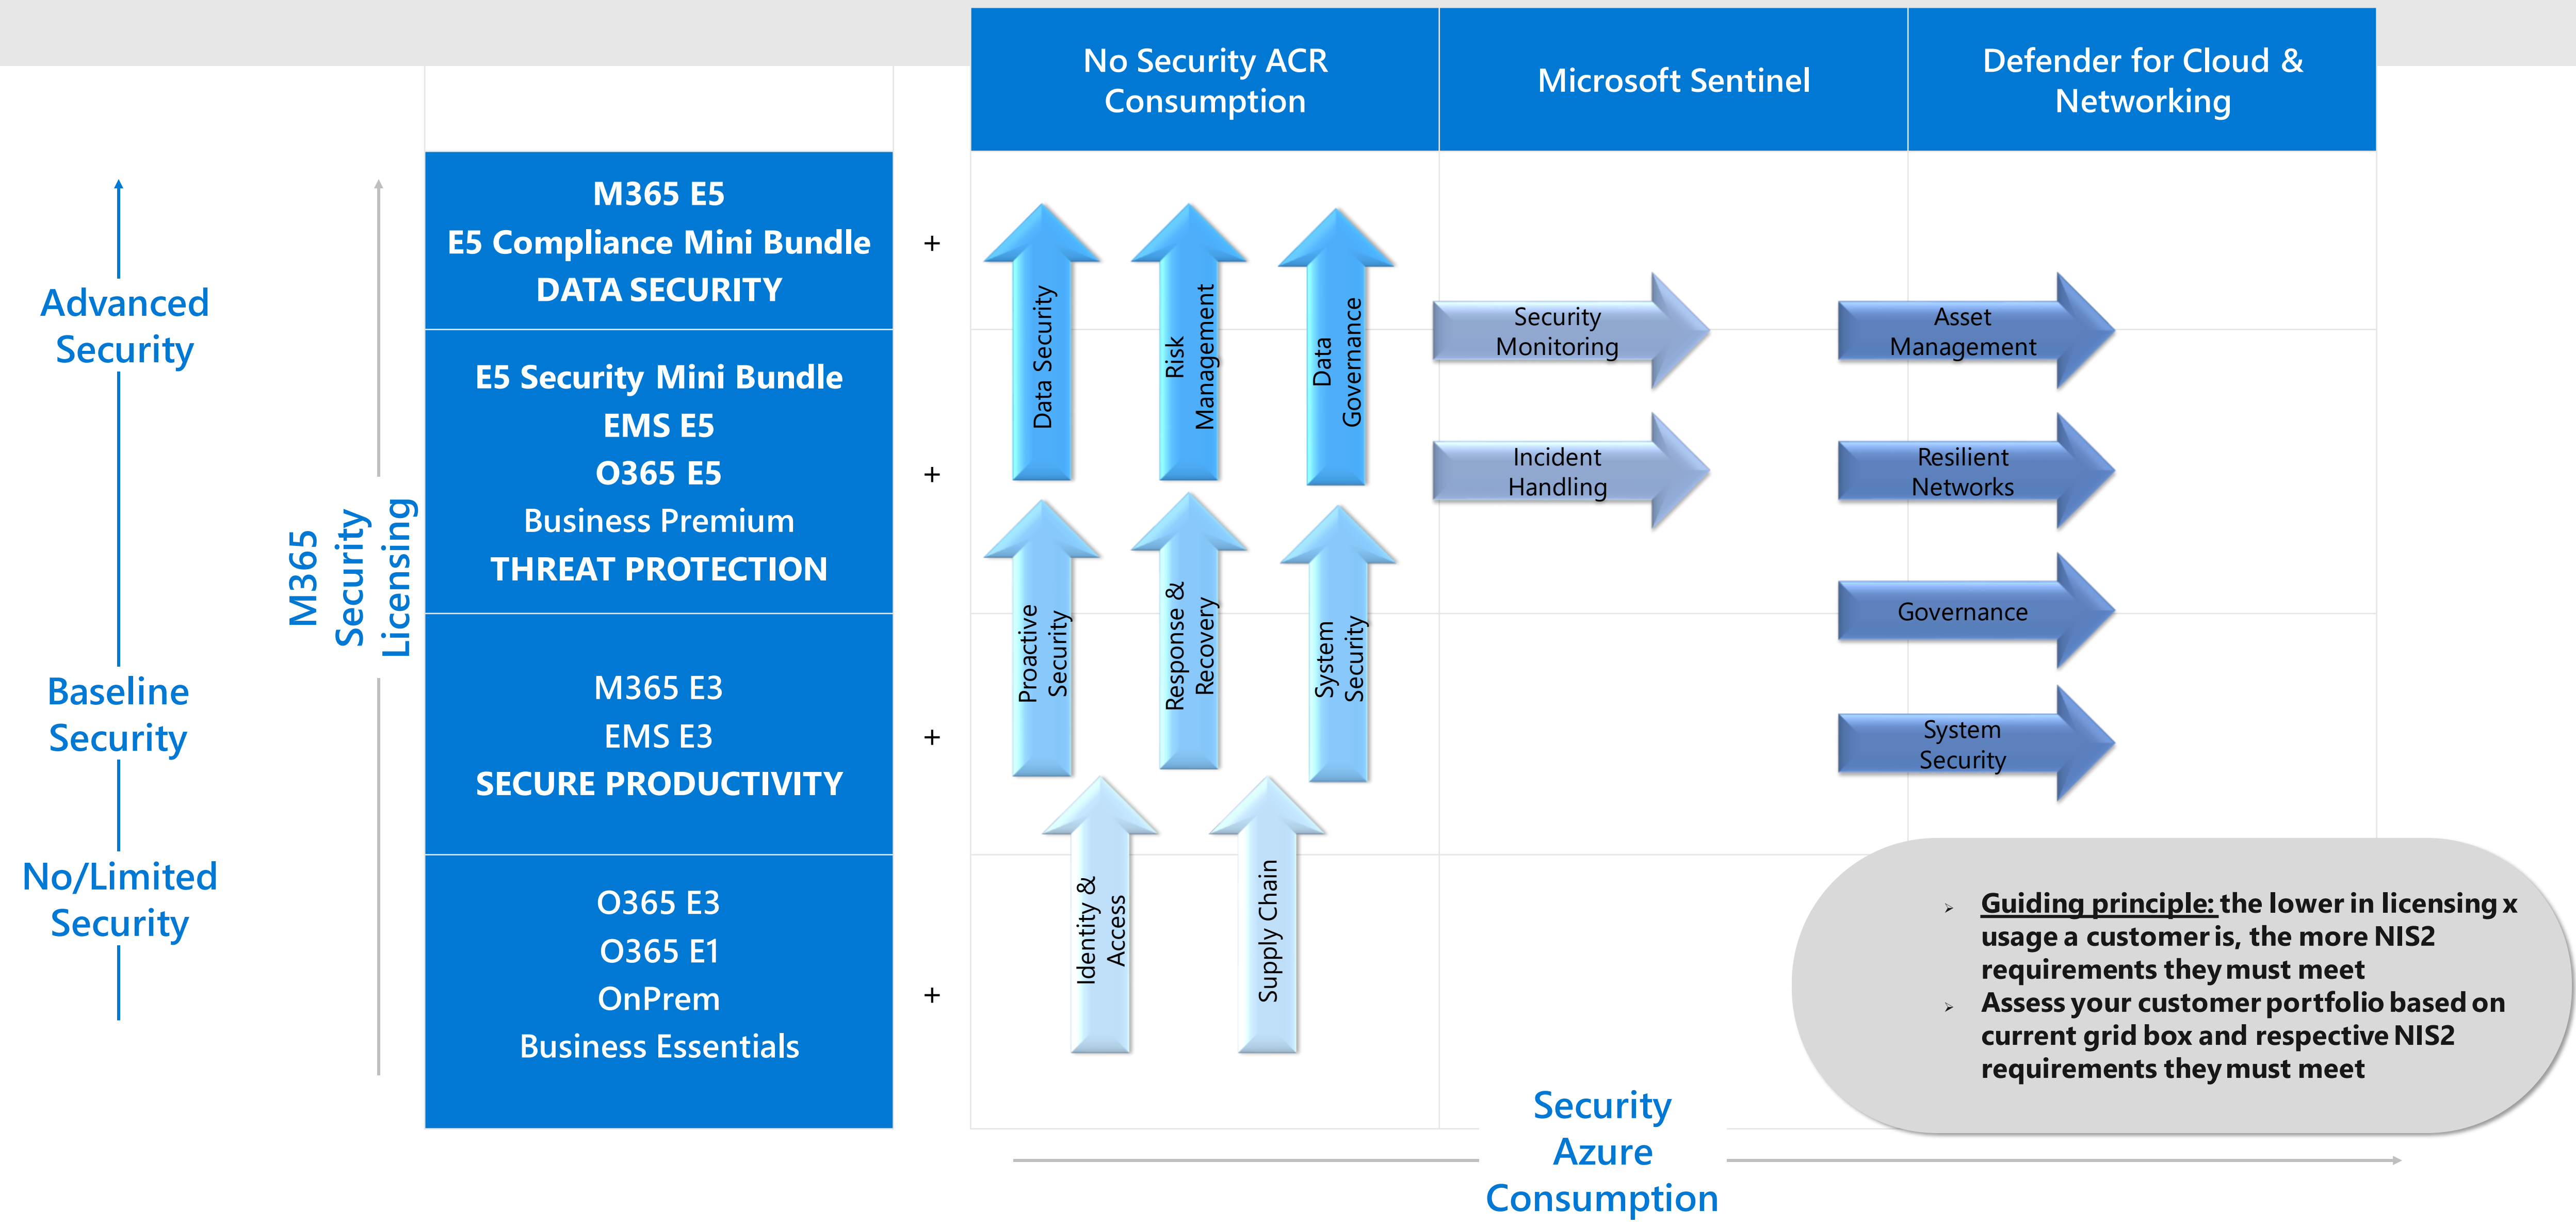 No Security ACR
Consumption
Microsoft Sentinel
Defender for Cloud &
Networking
Advanced
Security
Baseline
Security
No/Limited
Security
M365
Security
Licensing
M365 E5
E5 Compliance Mini Bundle
DATA SECURITY
+
E5 Security Mini Bundle
EMS E5
O365 E5
Business Premium
THREAT PROTECTION
+
M365 E3
EMS E3
SECURE PRODUCTIVITY
+
O365 E3
O365 E1
OnPrem
Business Essentials
+
Data Security
Risk
Management
Data
Governance
Proactive
Security
Response &
Recovery
System
Security
Identity &
Access
Supply Chain
Security
Monitoring
Incident
Handling
Asset
Management
Resilient
Networks
Governance
System
Security
Guiding principle: the lower in licensing x
usage a customer is, the more NIS2
requirements they must meet
Assess your customer portfolio based on
current grid box and respective NIS2
requirements they must meet
Security
Azure
Consumption